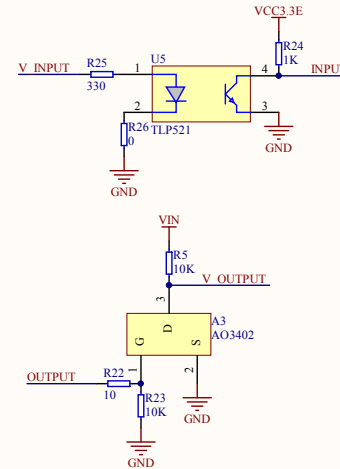 VCC3.3E
R24
1K
U5
R25
V_INPUT
1
330
4
INPUT
2
3
R26
0
TLP521
GND
GND
VIN
R5
10K
V_OUTPUT
3
A3
AO3402
G
D
S
1
2
R22
OUTPUT
10
R23
10K
GND
GND